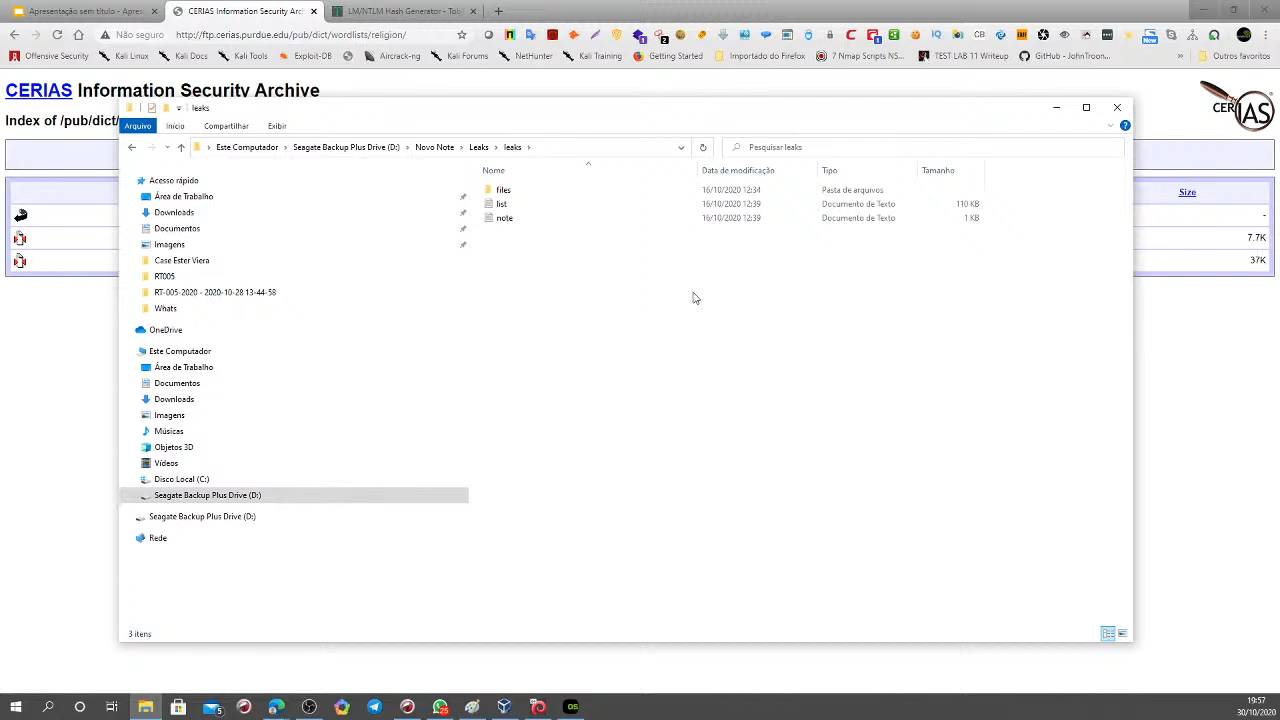 Apresentação sem título - Apres
CERIAS Information Security Arch
LM/NTLM Hash Generator - Tob
Não seguro
http://ftp.cerias.purdue.edu/pub/dict/wordlists/religion/
Offensive Security
Kali Linux
Kali Docs
Kali Tools
Exploit-DB
Aircrack-ng
Kali Forums
NetHunter
Kali Training
Getting Started
Importado do Firefox
7 Nmap Scripts NS...
TEST LAB 11 Writeup
GitHub - JohnTroon...
Outros favoritos
CERIAS Information Security Archive
Index of /pub/dict/
CERIAS
Size
-
7.7K
37K
leaks
Arquivo
Início
Compartilhar
Exibir
Este Computador > Seagate Backup Plus Drive (D:) > Novo Note > Leaks > leaks >
Pesquisar leaks
Nome Data de modificação Tipo Tamanho
files 16/10/2020 12:34 Pasta de arquivos
list 16/10/2020 12:39 Documento de Texto 110 KB
note 16/10/2020 12:39 Documento de Texto 1 KB
Acesso rápido
Área de Trabalho
Downloads
Documentos
Imagens
Case Ester Viera
RT005
RT-005-2020 - 2020-10-28 13-44-58
Whats
OneDrive
Este Computador
Área de Trabalho
Documentos
Downloads
Imagens
Músicas
Objetos 3D
Vídeos
Disco Local (C:)
Seagate Backup Plus Drive (D:)
Seagate Backup Plus Drive (D:)
Rede
3 itens
19:57
30/10/2020